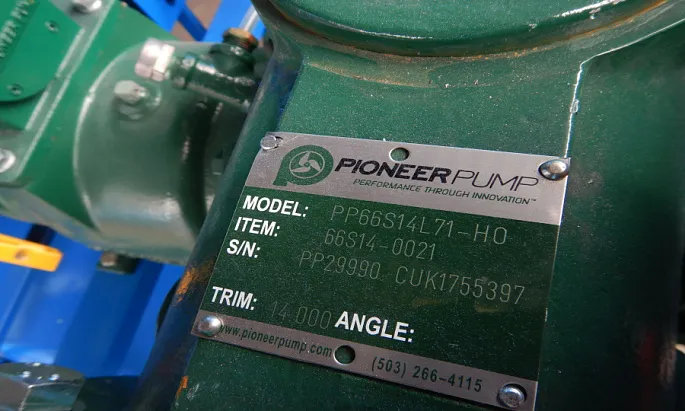 PIONEERPUMP
PERFORMANCE THROUGH INNOVATION™
MODEL: PP66S14L71-HO
ITEM: 66S14-0021
S/N: PP29990 CUK1755397
TRIM: 14.000 ANGLE:
www.pioneerpump.com (503) 266-4115